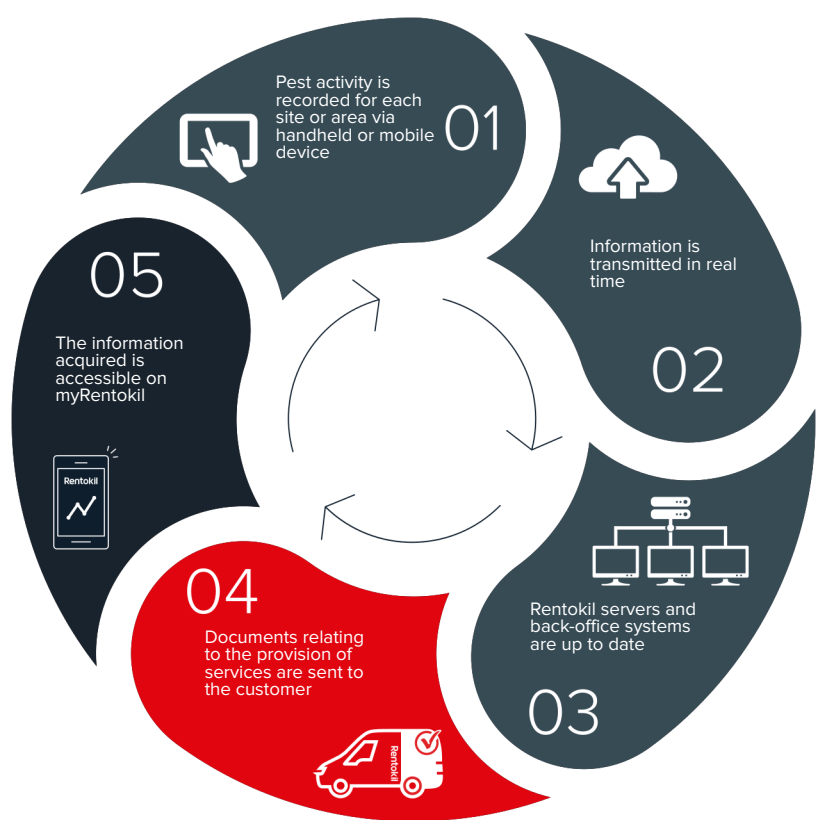 01
Pest activity is
recorded for each
site or area via
handheld or mobile
device
Information is
transmitted in real
time
02
Rentokil servers and
back-office systems
are up to date
03
04
Documents relating
to the provision of
services are sent to
the customer
Rentokil
05
The information
acquired is
accessible on
myRentokil
Rentokil